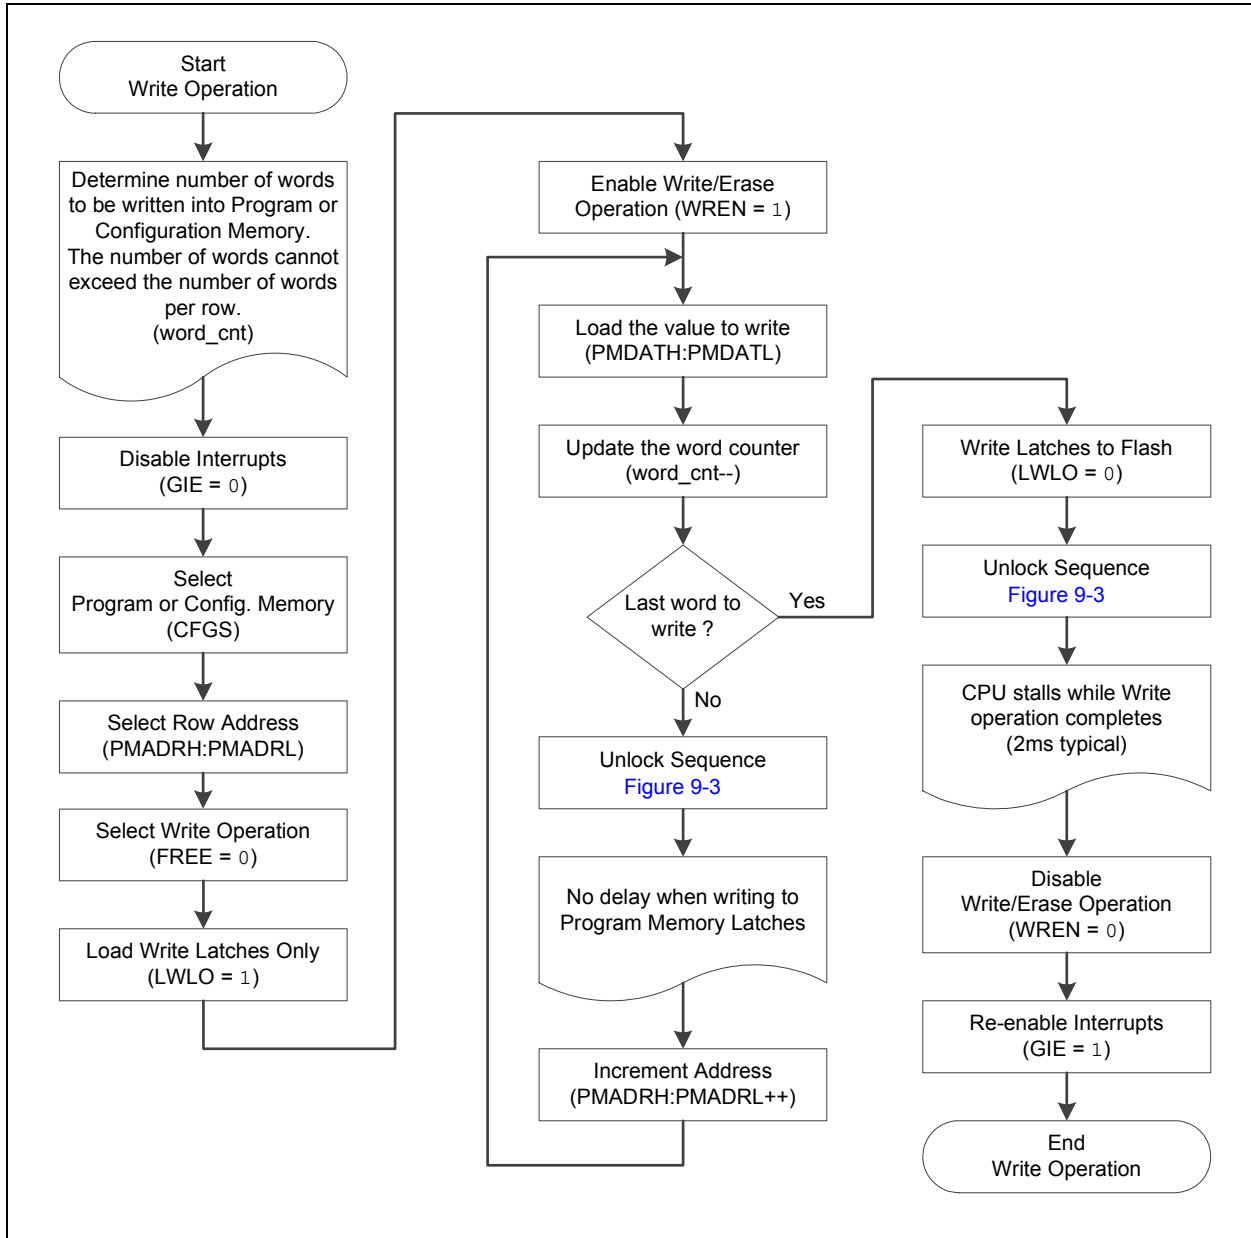 Start
Write Operation
Determine number of words
to be written into Program or
Configuration Memory.
The number of words cannot
exceed the number of words
per row.
(word_cnt)
Disable Interrupts
(GIE = 0)
Select
Program or Config. Memory
(CFGS)
Select Row Address
(PMADRH:PMADRL)
Select Write Operation
(FREE = 0)
Load Write Latches Only
(LWLO = 1)
Enable Write/Erase
Operation (WREN = 1)
Load the value to write
(PMDATH:PMDATL)
Update the word counter
(word_cnt--)
Last word to
write ?
Yes
No
Unlock Sequence
Figure 9-3
No delay when writing to
Program Memory Latches
Increment Address
(PMADRH:PMADRL++)
Write Latches to Flash
(LWLO = 0)
Unlock Sequence
Figure 9-3
CPU stalls while Write
operation completes
(2ms typical)
Disable
Write/Erase Operation
(WREN = 0)
Re-enable Interrupts
(GIE = 1)
End
Write Operation